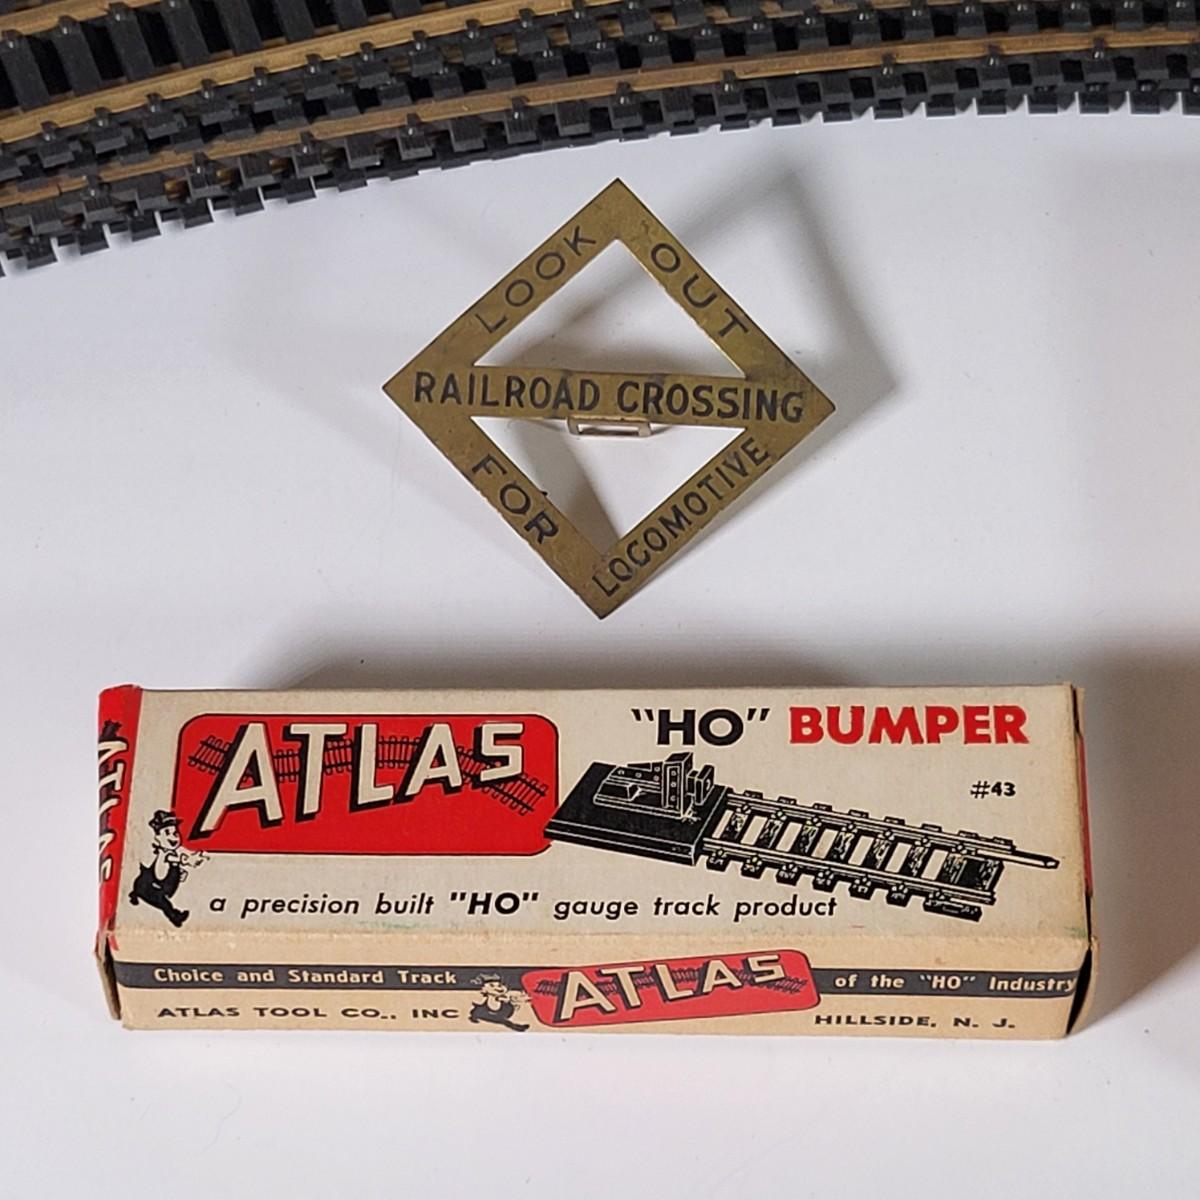 LOOK OUT
RAILROAD CROSSING
FOR LOCOMOTIVE
ATLAS
ATLAS
"HO" BUMPER
#43
a precision built "HO" gauge track product
Choice and Standard Track ATLAS of the "HO" Industry
ATLAS TOOL CO., INC HILLSIDE, N. J.